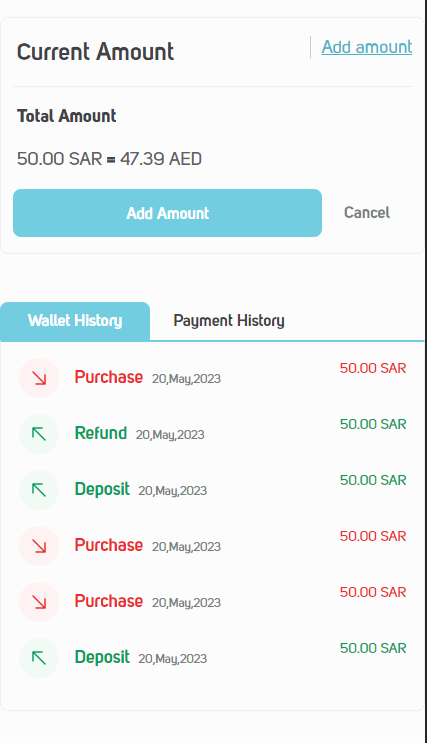 Current Amount
Add amount
Total Amount
50.00 SAR = 47.39 AED
Add Amount
Cancel
Wallet History
Payment History
Purchase 20,May,2023 50.00 SAR
Refund 20,May,2023 50.00 SAR
Deposit 20,May,2023 50.00 SAR
Purchase 20,May,2023 50.00 SAR
Purchase 20,May,2023 50.00 SAR
Deposit 20,May,2023 50.00 SAR